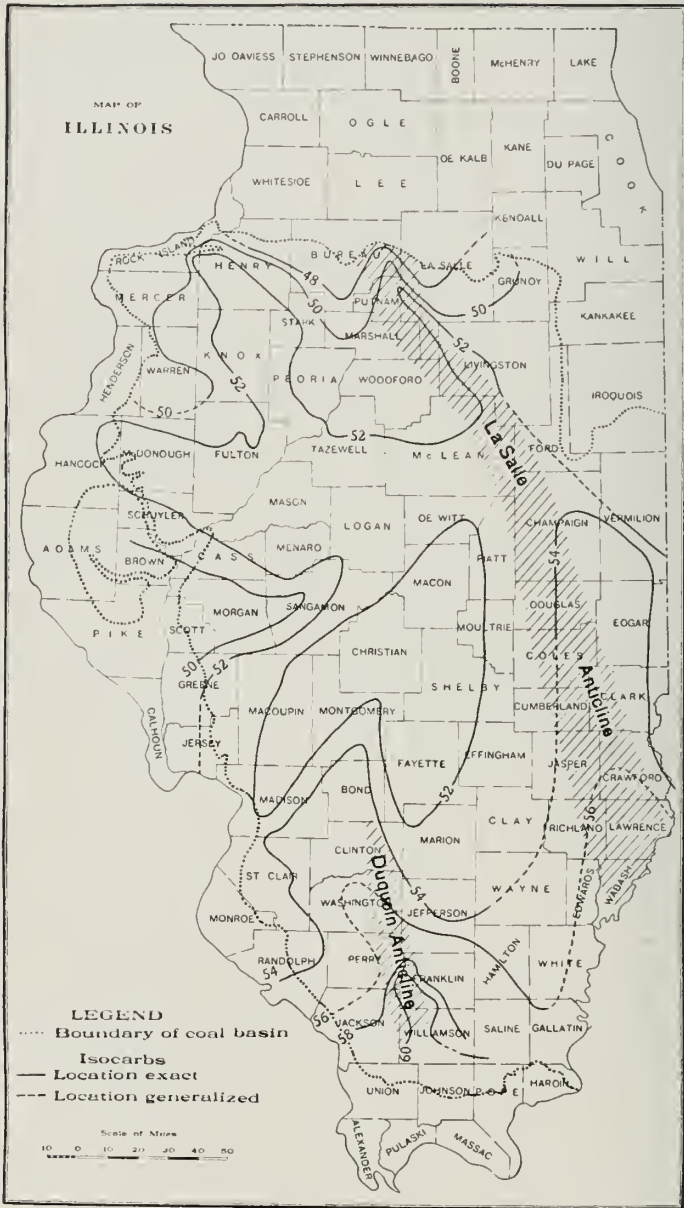 MAP OF
ILLINOIS
JO DAVIESS STEPHENSON WINNEBAGO BOONE McHENRY LAKE
CARROLL OGLE KANE COOK
DE KALB DU PAGE
WHITESIDE LEE
KENDALL
ROCK ISLAND BUREAU LA SALLE WILL
HENRY 48 GRUNDY
MERCER PUTNAM 50
50 KANKAKEE
STARK MARSHALL 52
KNOX LIVINGSTON
HENDERSON WARREN PEORIA WOODFORD
52 IROQUOIS
50
52
HANCOCK McDONOUGH FULTON TAZEWELL McLEAN La Salle FORD
MASON
SCHUYLER LOGAN DE WITT CHAMPAIGN VERMILION
ADAMS BROWN CASS MENARD PIATT 54
MACON
MORGAN SANGAMON DOUGLAS EDGAR
PIKE SCOTT MOULTRIE
50 52 CHRISTIAN COLES
GREENE SHELBY CLARK
CALHOUN MACOUPIN MONTGOMERY CUMBERLAND Anticline
JERSEY
FAYETTE EFFINGHAM JASPER CRAWFORD
BOND 52
MADISON CLAY 56
MARION RICHLAND LAWRENCE
CLINTON
ST CLAIR 54 WAYNE EDWARDS WABASH
WASHINGTON Duquoin Anticline
MONROE JEFFERSON
RANDOLPH PERRY HAMILTON WHITE
54 FRANKLIN
56 JACKSON WILLIAMSON SALINE GALLATIN
58 60
UNION JOHNSON POPE HARDIN
ALEXANDER PULASKI MASSAC
LEGEND
Boundary of coal basin
Isocarbs
Location exact
Location generalized
Scale of Miles
10 0 10 20 30 40 50